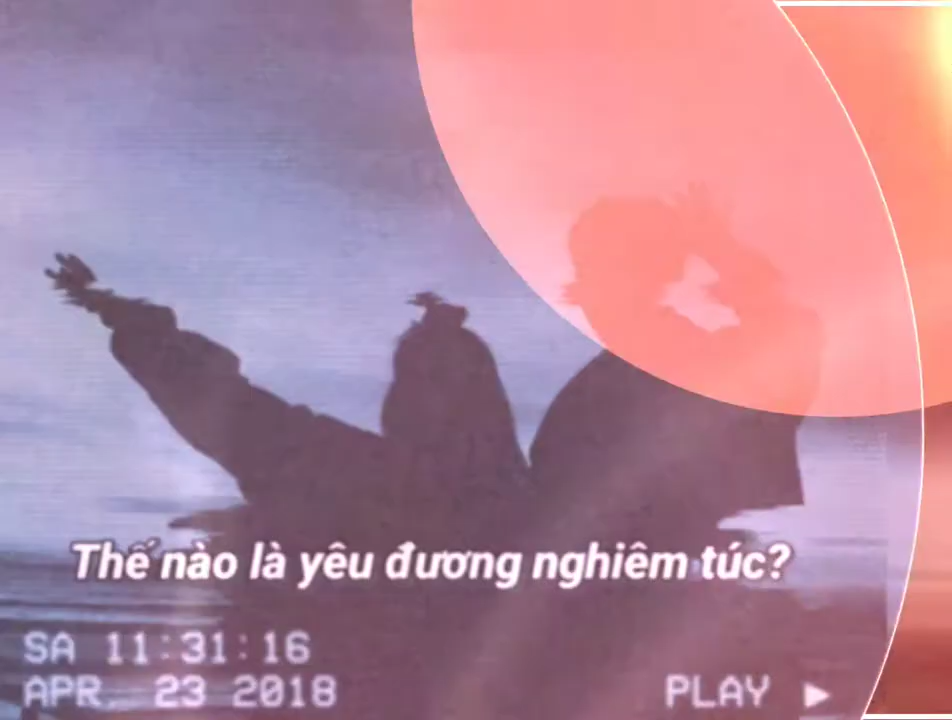 Thế nào là yêu đương nghiêm túc?
SA 11:31:16
APR. 23 2018
PLAY ▶